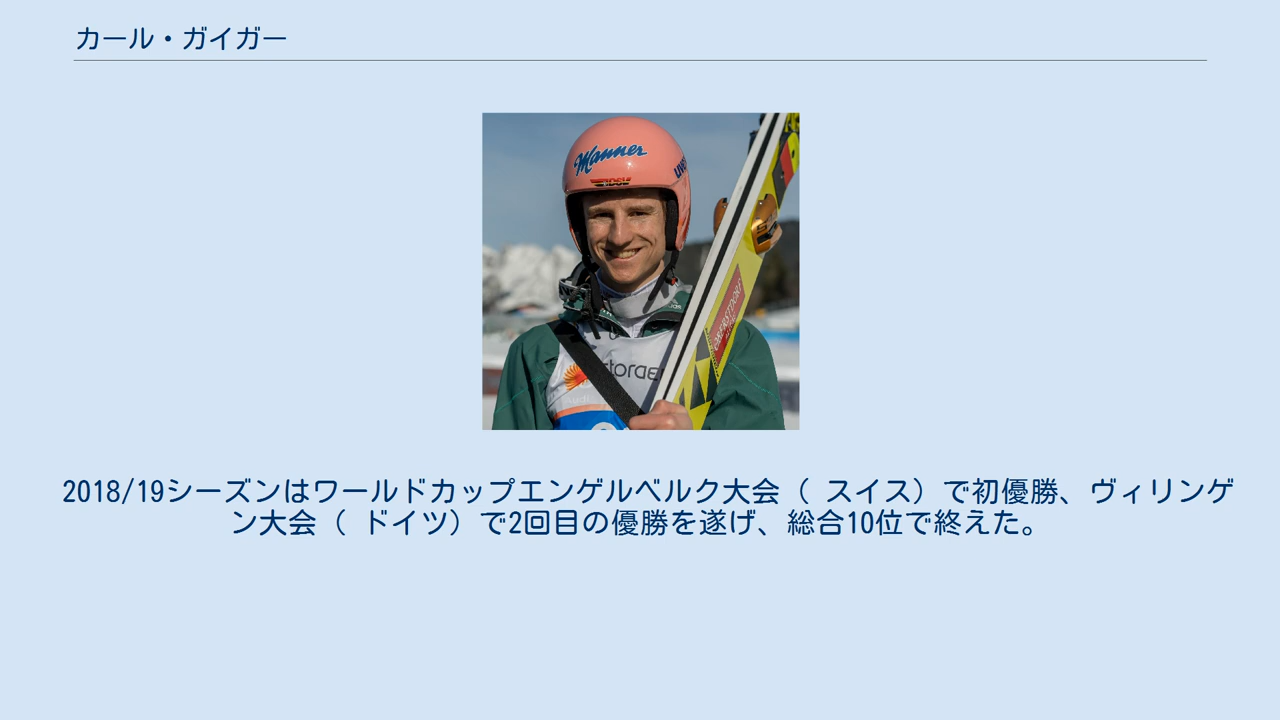 カール・ガイガー
Manner
OBERSTDORF
2018/19シーズンはワールドカップエンゲルベルク大会（ スイス）で初優勝、ヴィリンゲ
ン大会（ ドイツ）で2回目の優勝を遂げ、総合10位で終えた。